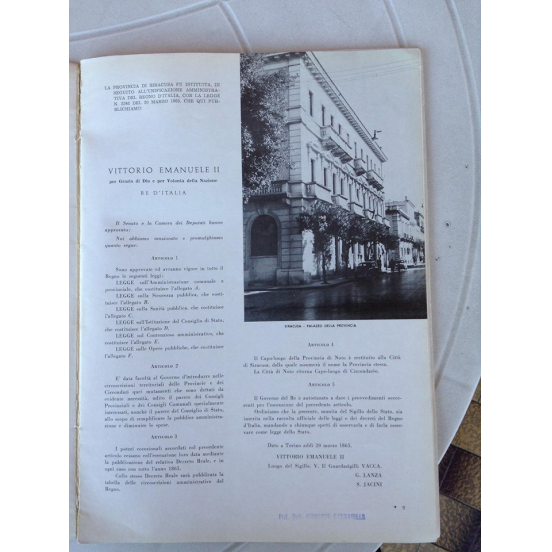 LA PROVINCIA DI SIRACUSA FU ISTITUITA, IN
SEGUITO ALL'UNIFICAZIONE AMMINISTRA-
TIVA DEL REGNO D'ITALIA, CON LA LEGGE
N. 2248 DEL 20 MARZO 1865, CHE QUI PUB-
BLICHIAMO
VITTORIO EMANUELE II
per Grazia di Dio e per Volontà della Nazione
RE D'ITALIA
Il Senato e la Camera dei Deputati hanno
approvato;
Noi abbiamo sanzionato e promulghiamo
quanto segue:
ARTICOLO 1
Sono approvate ed avranno vigore in tutto il
Regno le seguenti leggi:
LEGGE sull'Amministrazione comunale e
provinciale, che costituisce l'allegato A.
LEGGE sulla Sicurezza pubblica, che costi-
tuisce l'allegato B.
LEGGE sulla Sanità pubblica, che costituisce
l'allegato C.
LEGGE sull'Istituzione del Consiglio di Stato,
che costituisce l'allegato D.
LEGGE sul Contenzioso amministrativo, che
costituisce l'allegato E.
LEGGE sulle Opere pubbliche, che costituisce
l'allegato F.
ARTICOLO 2
E' data facoltà al Governo d'introdurre nelle
circoscrizioni territoriali delle Provincie e dei
Circondari quei mutamenti che sono dettati da
evidente necessità, udito il parere dei Consigli
Provinciali e dei Consigli Comunali specialmente
interessati, nonché il parere del Consiglio di Stato,
allo scopo di semplificare la pubblica amministra-
zione e diminuire le spese.
ARTICOLO 3
I poteri eccezionali accordati col precedente
articolo cessano nell'esecuzione loro data mediante
la pubblicazione del relativo Decreto Reale, e in
ogni caso con tutto l'anno 1865.
Collo stesso Decreto Reale sarà pubblicata la
tabella delle circoscrizioni amministrative del
Regno.
SIRACUSA - PALAZZO DELLA PROVINCIA
Il Capo-luogo della Provincia di Noto è restituito alla Città
di Siracusa, dalla quale assumerà il nome la Provincia stessa.
La Città di Noto ritorna Capo-luogo di Circondario.
ARTICOLO 5
Il Governo del Re è autorizzato a dare i provvedimenti occor-
renti per l'esecuzione del precedente articolo.
Ordiniamo che la presente, munita del Sigillo dello Stato, sia
inserita nella raccolta ufficiale delle leggi e dei decreti del Regno
d'Italia, mandando a chiunque spetti di osservarla e di farla osser-
vare come legge dello Stato.
Data a Torino addì 20 marzo 1865.
VITTORIO EMANUELE II
Luogo del Sigillo. V. Il Guardasigilli VACCA.
G. LANZA
S. JACINI